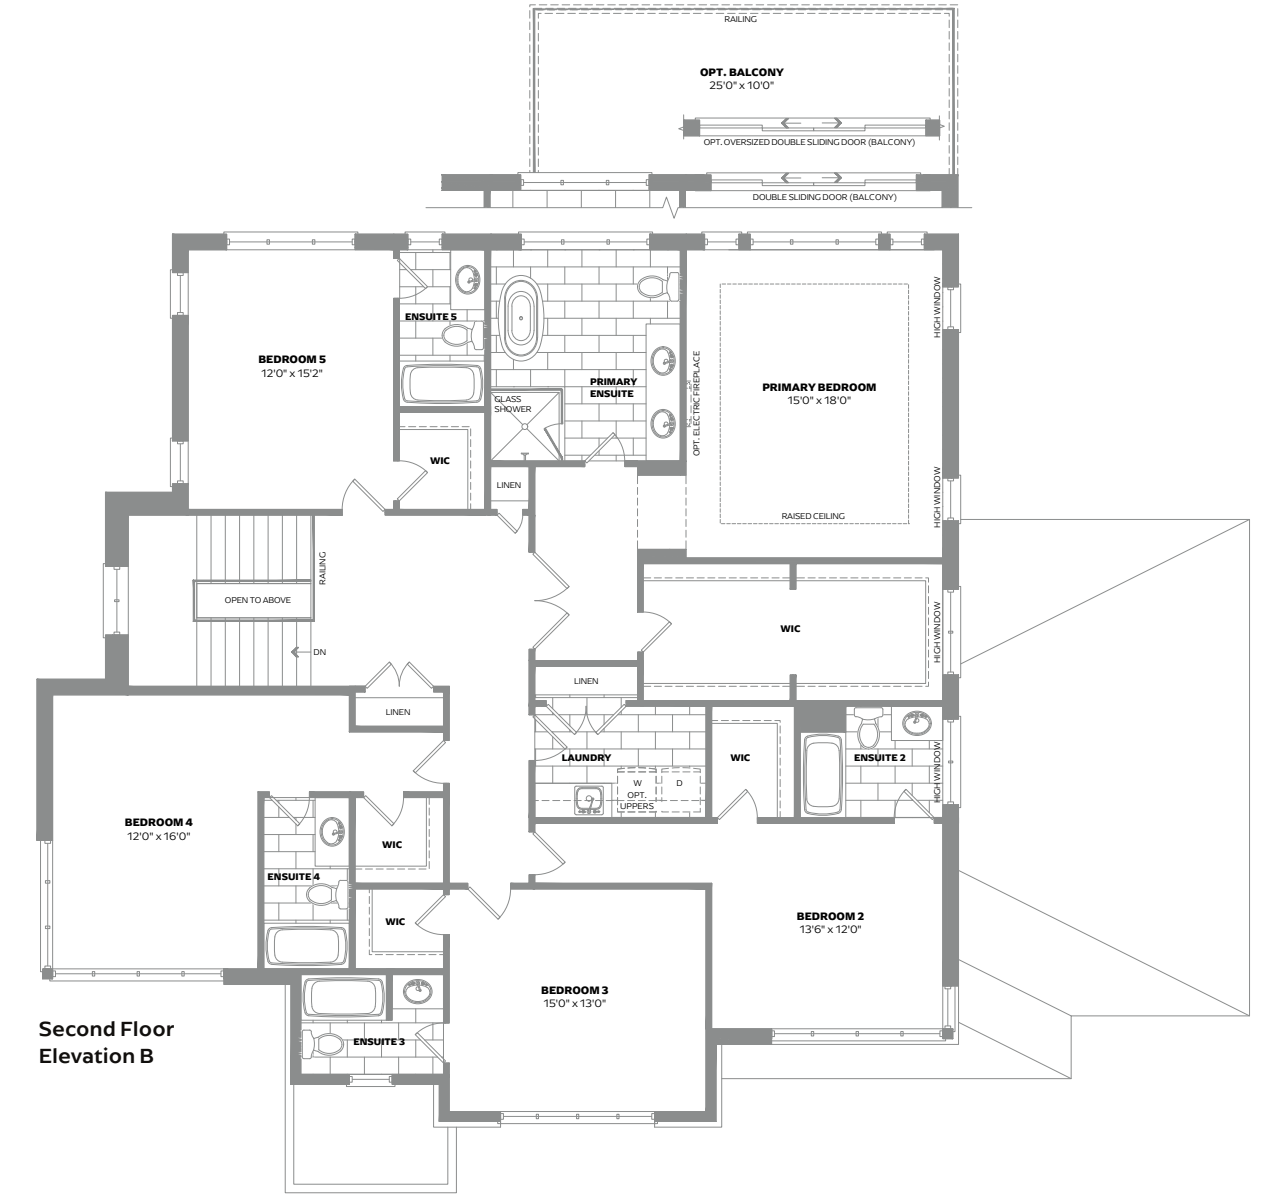 RAILING
OPT. BALCONY
25'0" x 10'0"
OPT. OVERSIZED DOUBLE SLIDING DOOR (BALCONY)
DOUBLE SLIDING DOOR (BALCONY)
BEDROOM 5
12'0" x 15'2"
ENSUITE 5
WIC
GLASS
SHOWER
PRIMARY
ENSUITE
LINEN
OPT. ELECTRIC FIREPLACE
PRIMARY BEDROOM
15'0" x 18'0"
RAISED CEILING
HIGH WINDOW
HIGH WINDOW
RAILING
OPEN TO ABOVE
DN
WIC
HIGH WINDOW
LINEN
LINEN
LAUNDRY
W
D
OPT.
UPPERS
WIC
ENSUITE 2
HIGH WINDOW
BEDROOM 4
12'0" x 16'0"
WIC
ENSUITE 4
WIC
BEDROOM 2
13'6" x 12'0"
BEDROOM 3
15'0" x 13'0"
ENSUITE 3
Second Floor
Elevation B